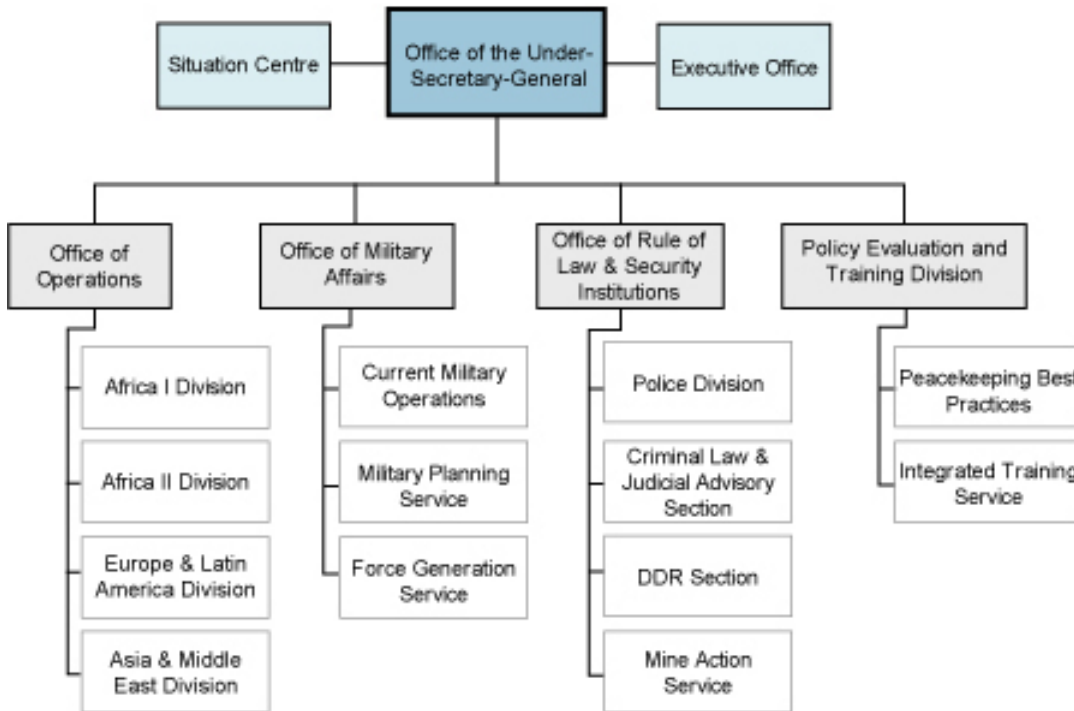 Situation Centre
Office of the Under-
Secretary-General
Executive Office
Office of
Operations
Office of Military
Affairs
Office of Rule of
Law & Security
Institutions
Policy Evaluation and
Training Division
Africa I Division
Africa II Division
Europe & Latin
America Division
Asia & Middle
East Division
Current Military
Operations
Military Planning
Service
Force Generation
Service
Police Division
Criminal Law &
Judicial Advisory
Section
DDR Section
Mine Action
Service
Peacekeeping Best
Practices
Integrated Training
Service